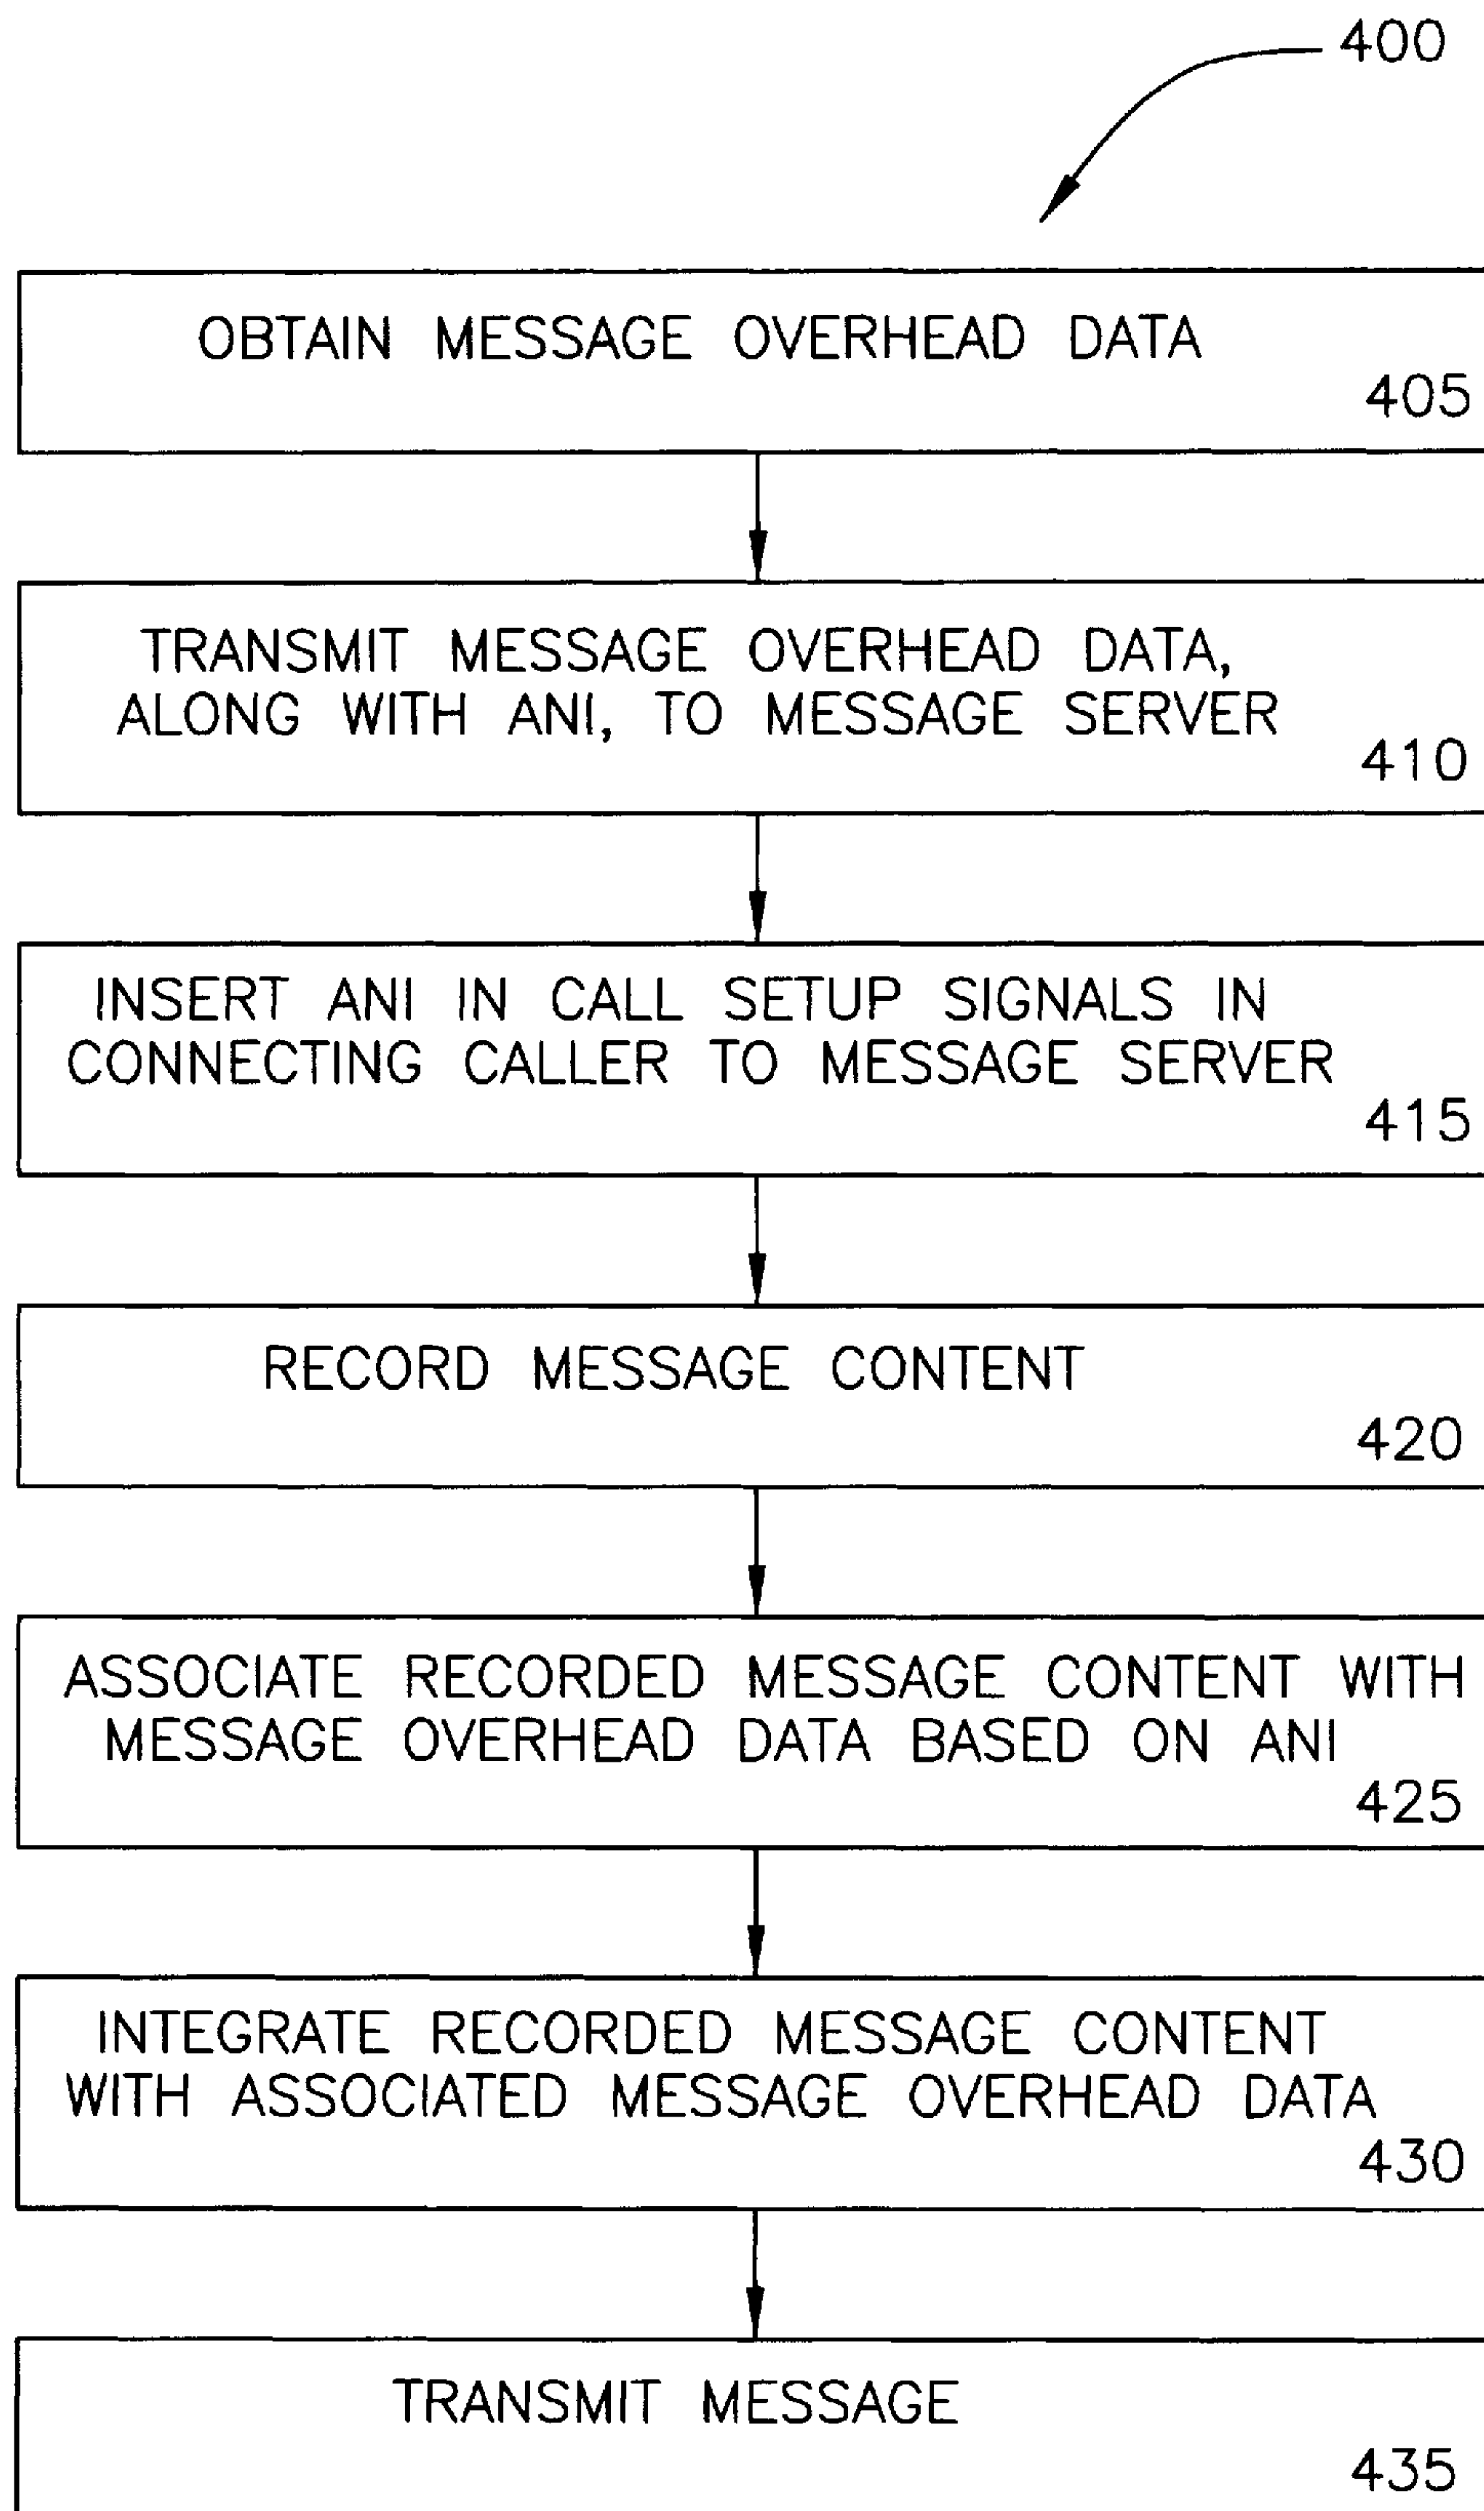 400
OBTAIN MESSAGE OVERHEAD DATA
405
TRANSMIT MESSAGE OVERHEAD DATA,
ALONG WITH ANI, TO MESSAGE SERVER
410
INSERT ANI IN CALL SETUP SIGNALS IN
CONNECTING CALLER TO MESSAGE SERVER
415
RECORD MESSAGE CONTENT
420
ASSOCIATE RECORDED MESSAGE CONTENT WITH
MESSAGE OVERHEAD DATA BASED ON ANI
425
INTEGRATE RECORDED MESSAGE CONTENT
WITH ASSOCIATED MESSAGE OVERHEAD DATA
430
TRANSMIT MESSAGE
435